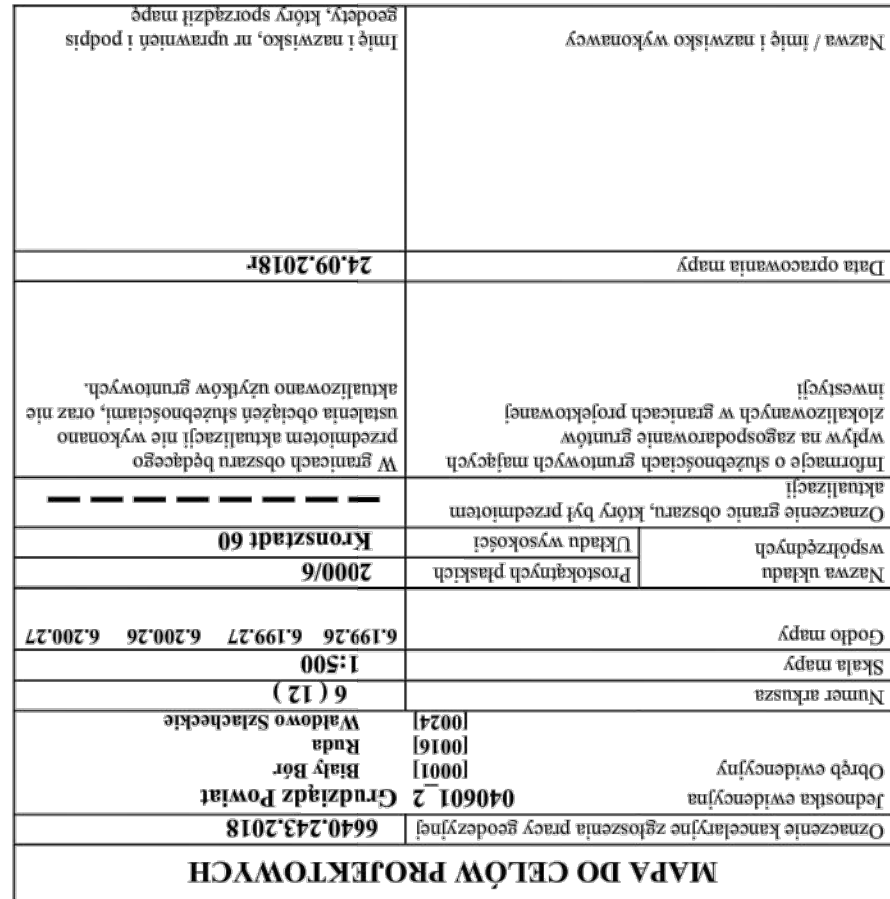 MAPA DO CELÓW PROJEKTOWYCH
Oznaczenie kancelaryjne zgłoszenia pracy geodezyjnej 6640.243.2018
Jednostka ewidencyjna 040601_2 Grudziądz Powiat
Obręb ewidencyjny [0001] Biały Bór
[0016] Ruda
[0024] Wałdowo Szlacheckie
Numer arkusza 6 ( 12 )
Skala mapy 1:500
Godło mapy 6.199.26 6.199.27 6.200.26 6.200.27
Nazwa układu
współrzędnych
Prostokątnych płaskich 2000/6
Układu wysokości Kronsztadt 60
Oznaczenie granic obszaru, który był przedmiotem
aktualizacji
Informacje o służebnościach gruntowych mających
wpływ na zagospodarowanie gruntów
zlokalizowanych w granicach projektowanej
inwestycji
W granicach obszaru będącego
przedmiotem aktualizacji nie wykonano
ustalenia obciążeń służebnościami, oraz nie
aktualizowano użytków gruntowych.
Data opracowania mapy 24.09.2018r
Nazwa / imię i nazwisko wykonawcy
Imię i nazwisko, nr uprawnień i podpis
geodety, który sporządził mapę